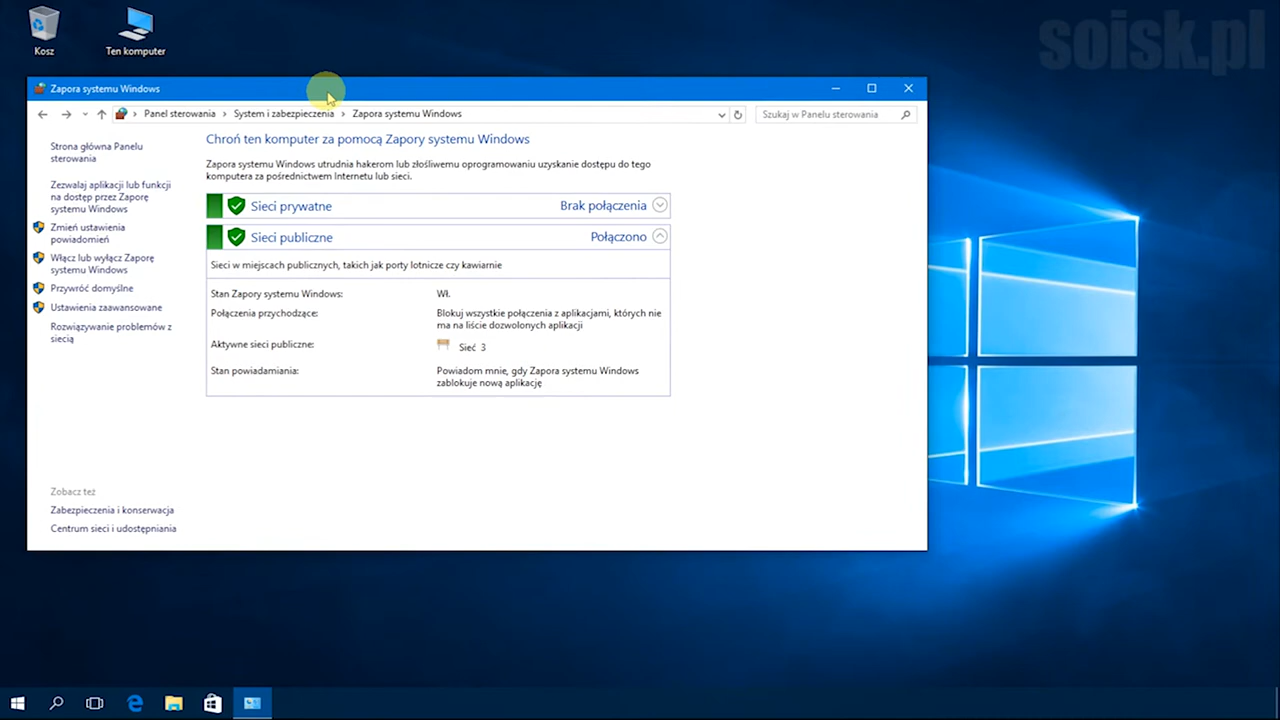 Kosz
Ten komputer
soisk.pl
Zapora systemu Windows
Panel sterowania
System i zabezpieczenia
Zapora systemu Windows
Szukaj w Panelu sterowania
Strona główna Panelu
sterowania
Zezwalaj aplikacji lub funkcji
na dostęp przez Zaporę
systemu Windows
Zmień ustawienia
powiadomień
Włącz lub wyłącz Zaporę
systemu Windows
Przywróć domyślne
Ustawienia zaawansowane
Rozwiązywanie problemów z
siecią
Zobacz też
Zabezpieczenia i konserwacja
Centrum sieci i udostępniania
Chroń ten komputer za pomocą Zapory systemu Windows
Zapora systemu Windows utrudnia hakerom lub złośliwemu oprogramowaniu uzyskanie dostępu do tego
komputera za pośrednictwem Internetu lub sieci.
Sieci prywatne Brak połączenia
Sieci publiczne Połączono
Sieci w miejscach publicznych, takich jak porty lotnicze czy kawiarnie
Stan Zapory systemu Windows: Wł.
Połączenia przychodzące: Blokuj wszystkie połączenia z aplikacjami, których nie
ma na liście dozwolonych aplikacji
Aktywne sieci publiczne: Sieć 3
Stan powiadamiania: Powiadom mnie, gdy Zapora systemu Windows
zablokuje nową aplikację